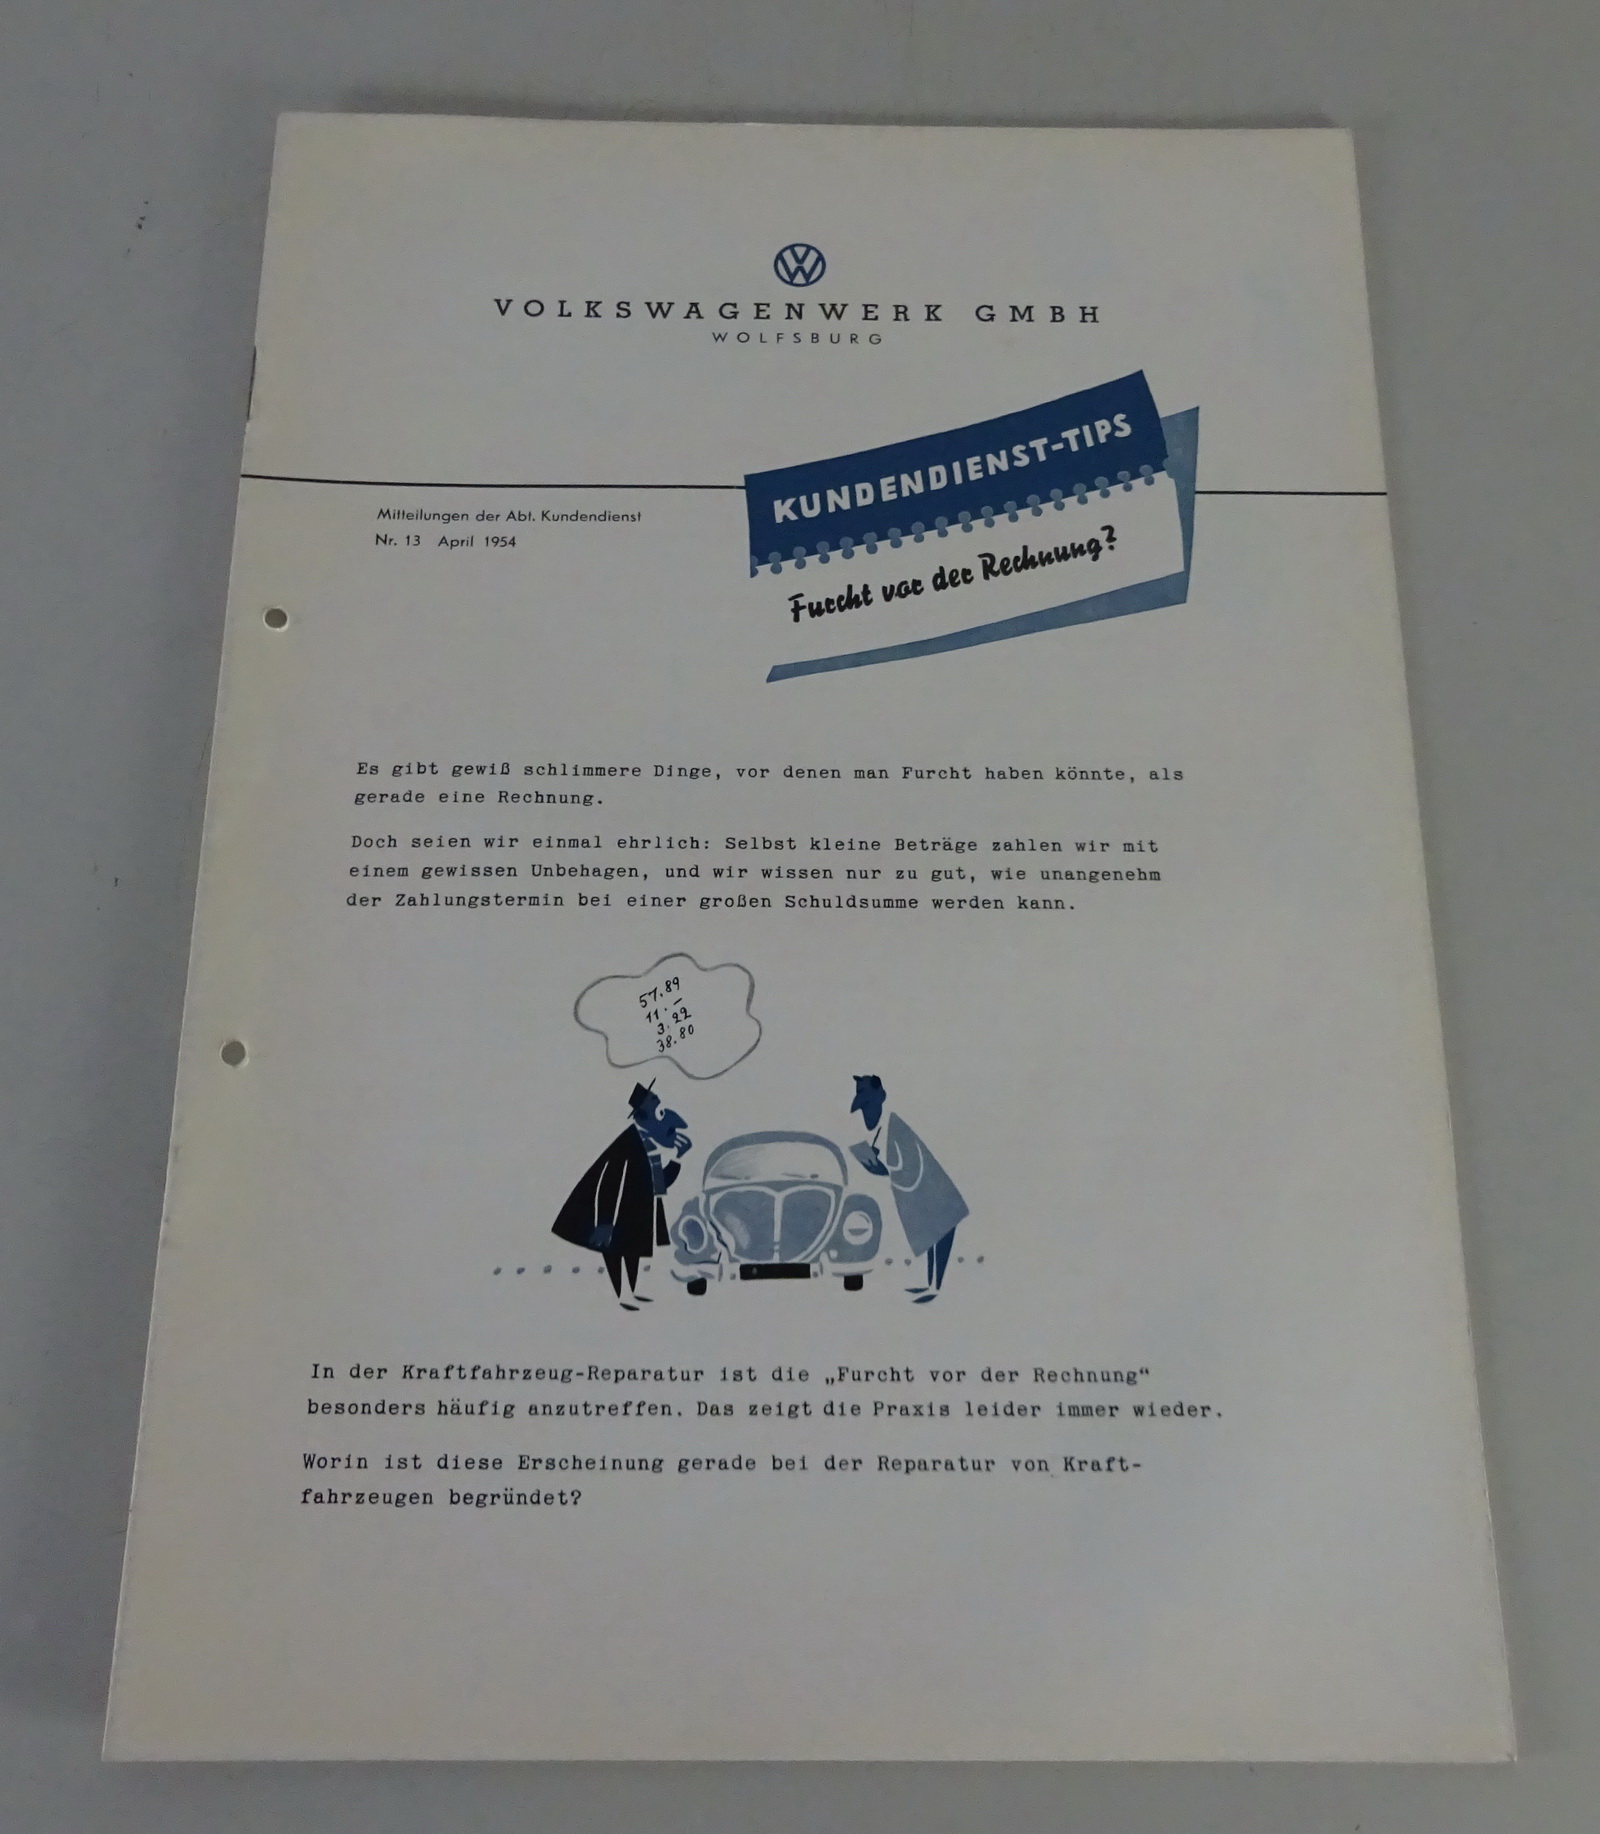 VOLKSWAGENWERK GMBH
WOLFSBURG
KUNDENDIENST-TIPS
Furcht vor der Rechnung?
Mitteilungen der Abt. Kundendienst
Nr. 13 April 1954
Es gibt gewiß schlimmere Dinge, vor denen man Furcht haben könnte, als
gerade eine Rechnung.
Doch seien wir einmal ehrlich: Selbst kleine Beträge zahlen wir mit
einem gewissen Unbehagen, und wir wissen nur zu gut, wie unangenehm
der Zahlungstermin bei einer großen Schuldsumme werden kann.
57.89
11.–
3.22
38.80
In der Kraftfahrzeug-Reparatur ist die „Furcht vor der Rechnung“
besonders häufig anzutreffen. Das zeigt die Praxis leider immer wieder.
Worin ist diese Erscheinung gerade bei der Reparatur von Kraft-
fahrzeugen begründet?